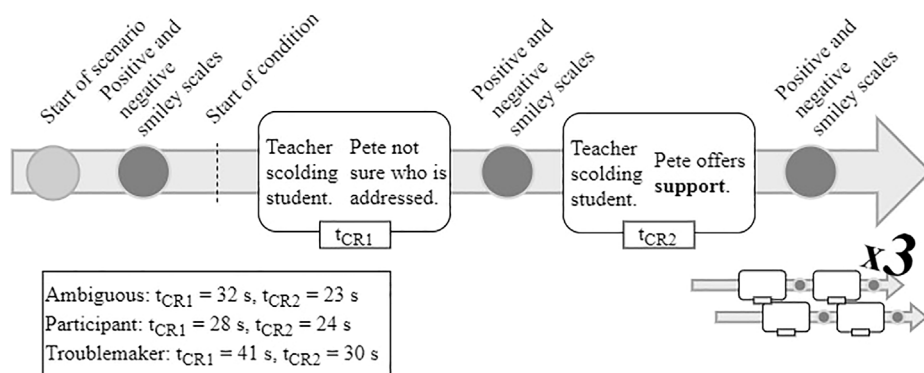 Start of scenario
Positive and
negative
smiley scales
Start of condition
Positive and
negative
smiley scales
Positive and
negative
smiley scales
Teacher
scolding
student.
Pete not
sure who is
addressed.
tCR1
Teacher
scolding
student.
Pete offers
support.
tCR2
x3
Ambiguous: tCR1 = 32 s, tCR2 = 23 s
Participant: tCR1 = 28 s, tCR2 = 24 s
Troublemaker: tCR1 = 41 s, tCR2 = 30 s